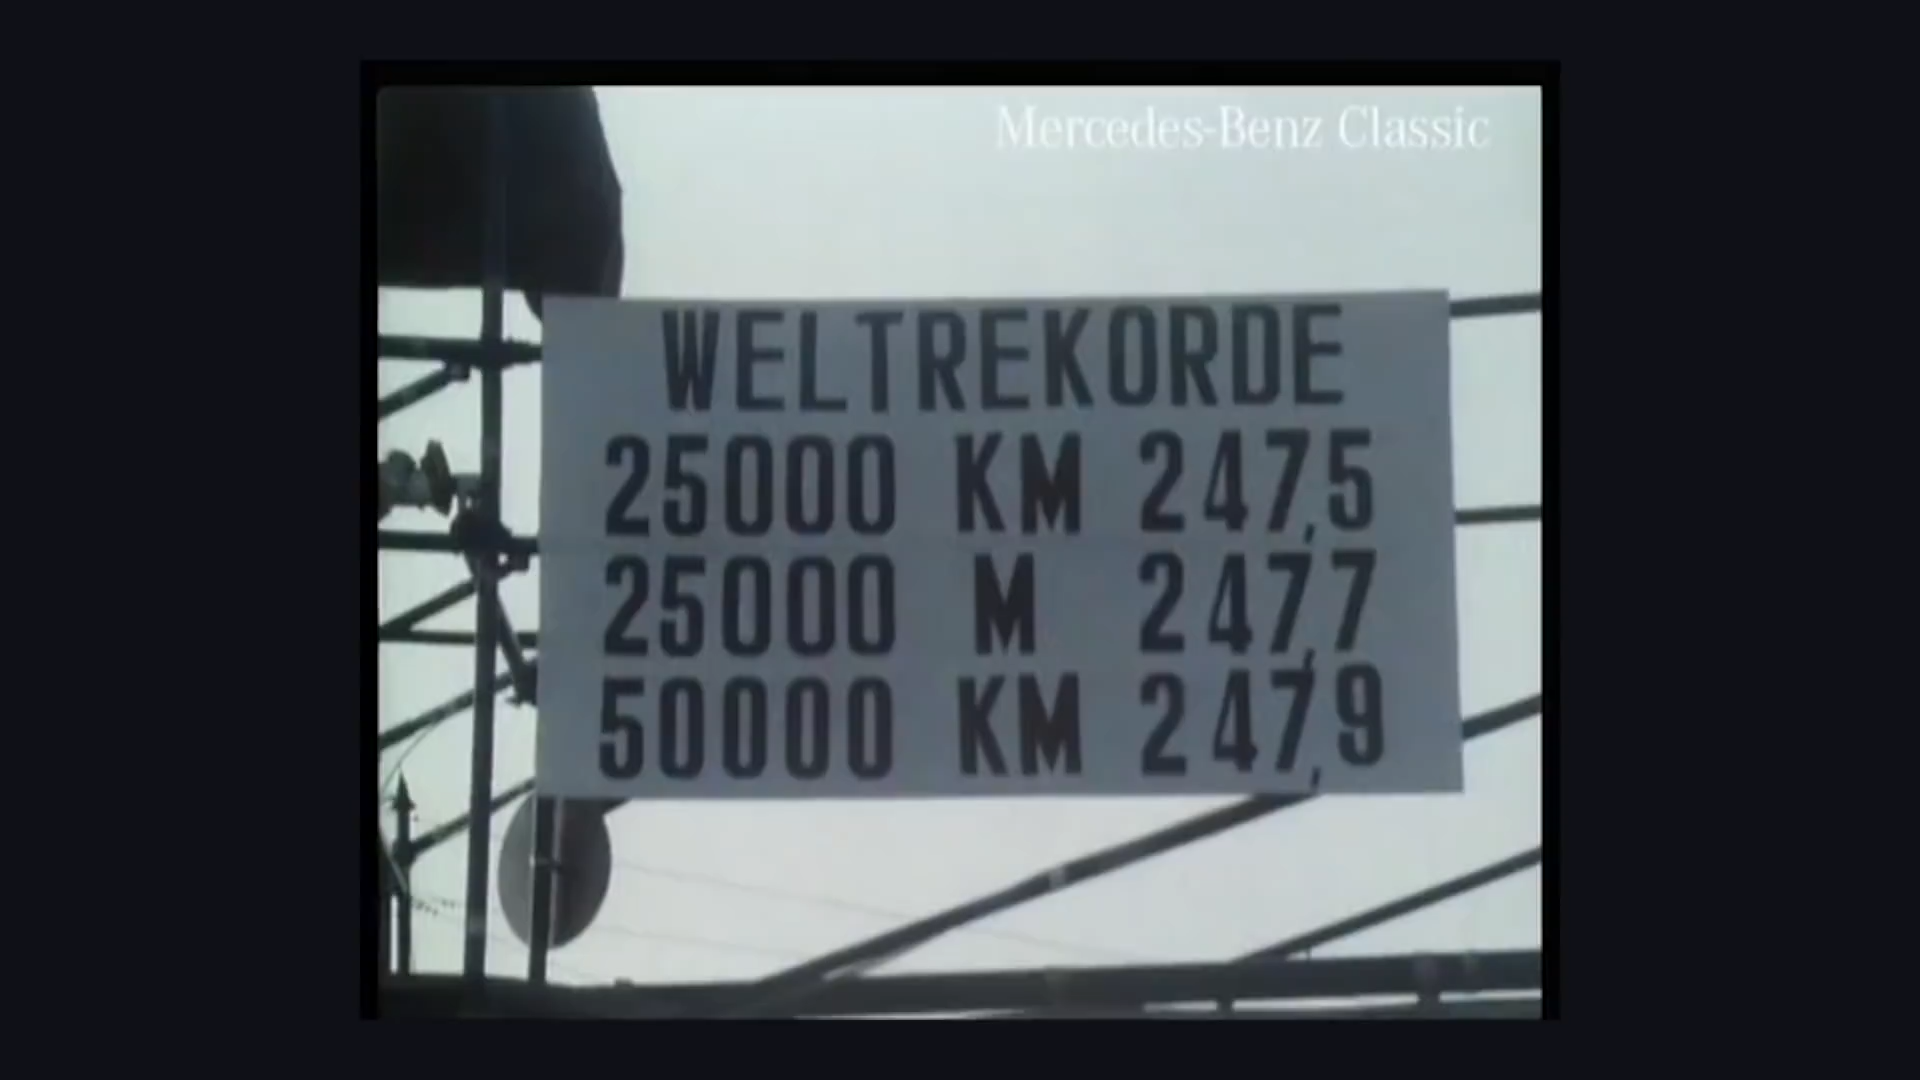 Mercedes-Benz Classic
WELTREKORDE
25000 KM 247,5
25000 M 247,7
50000 KM 247,9